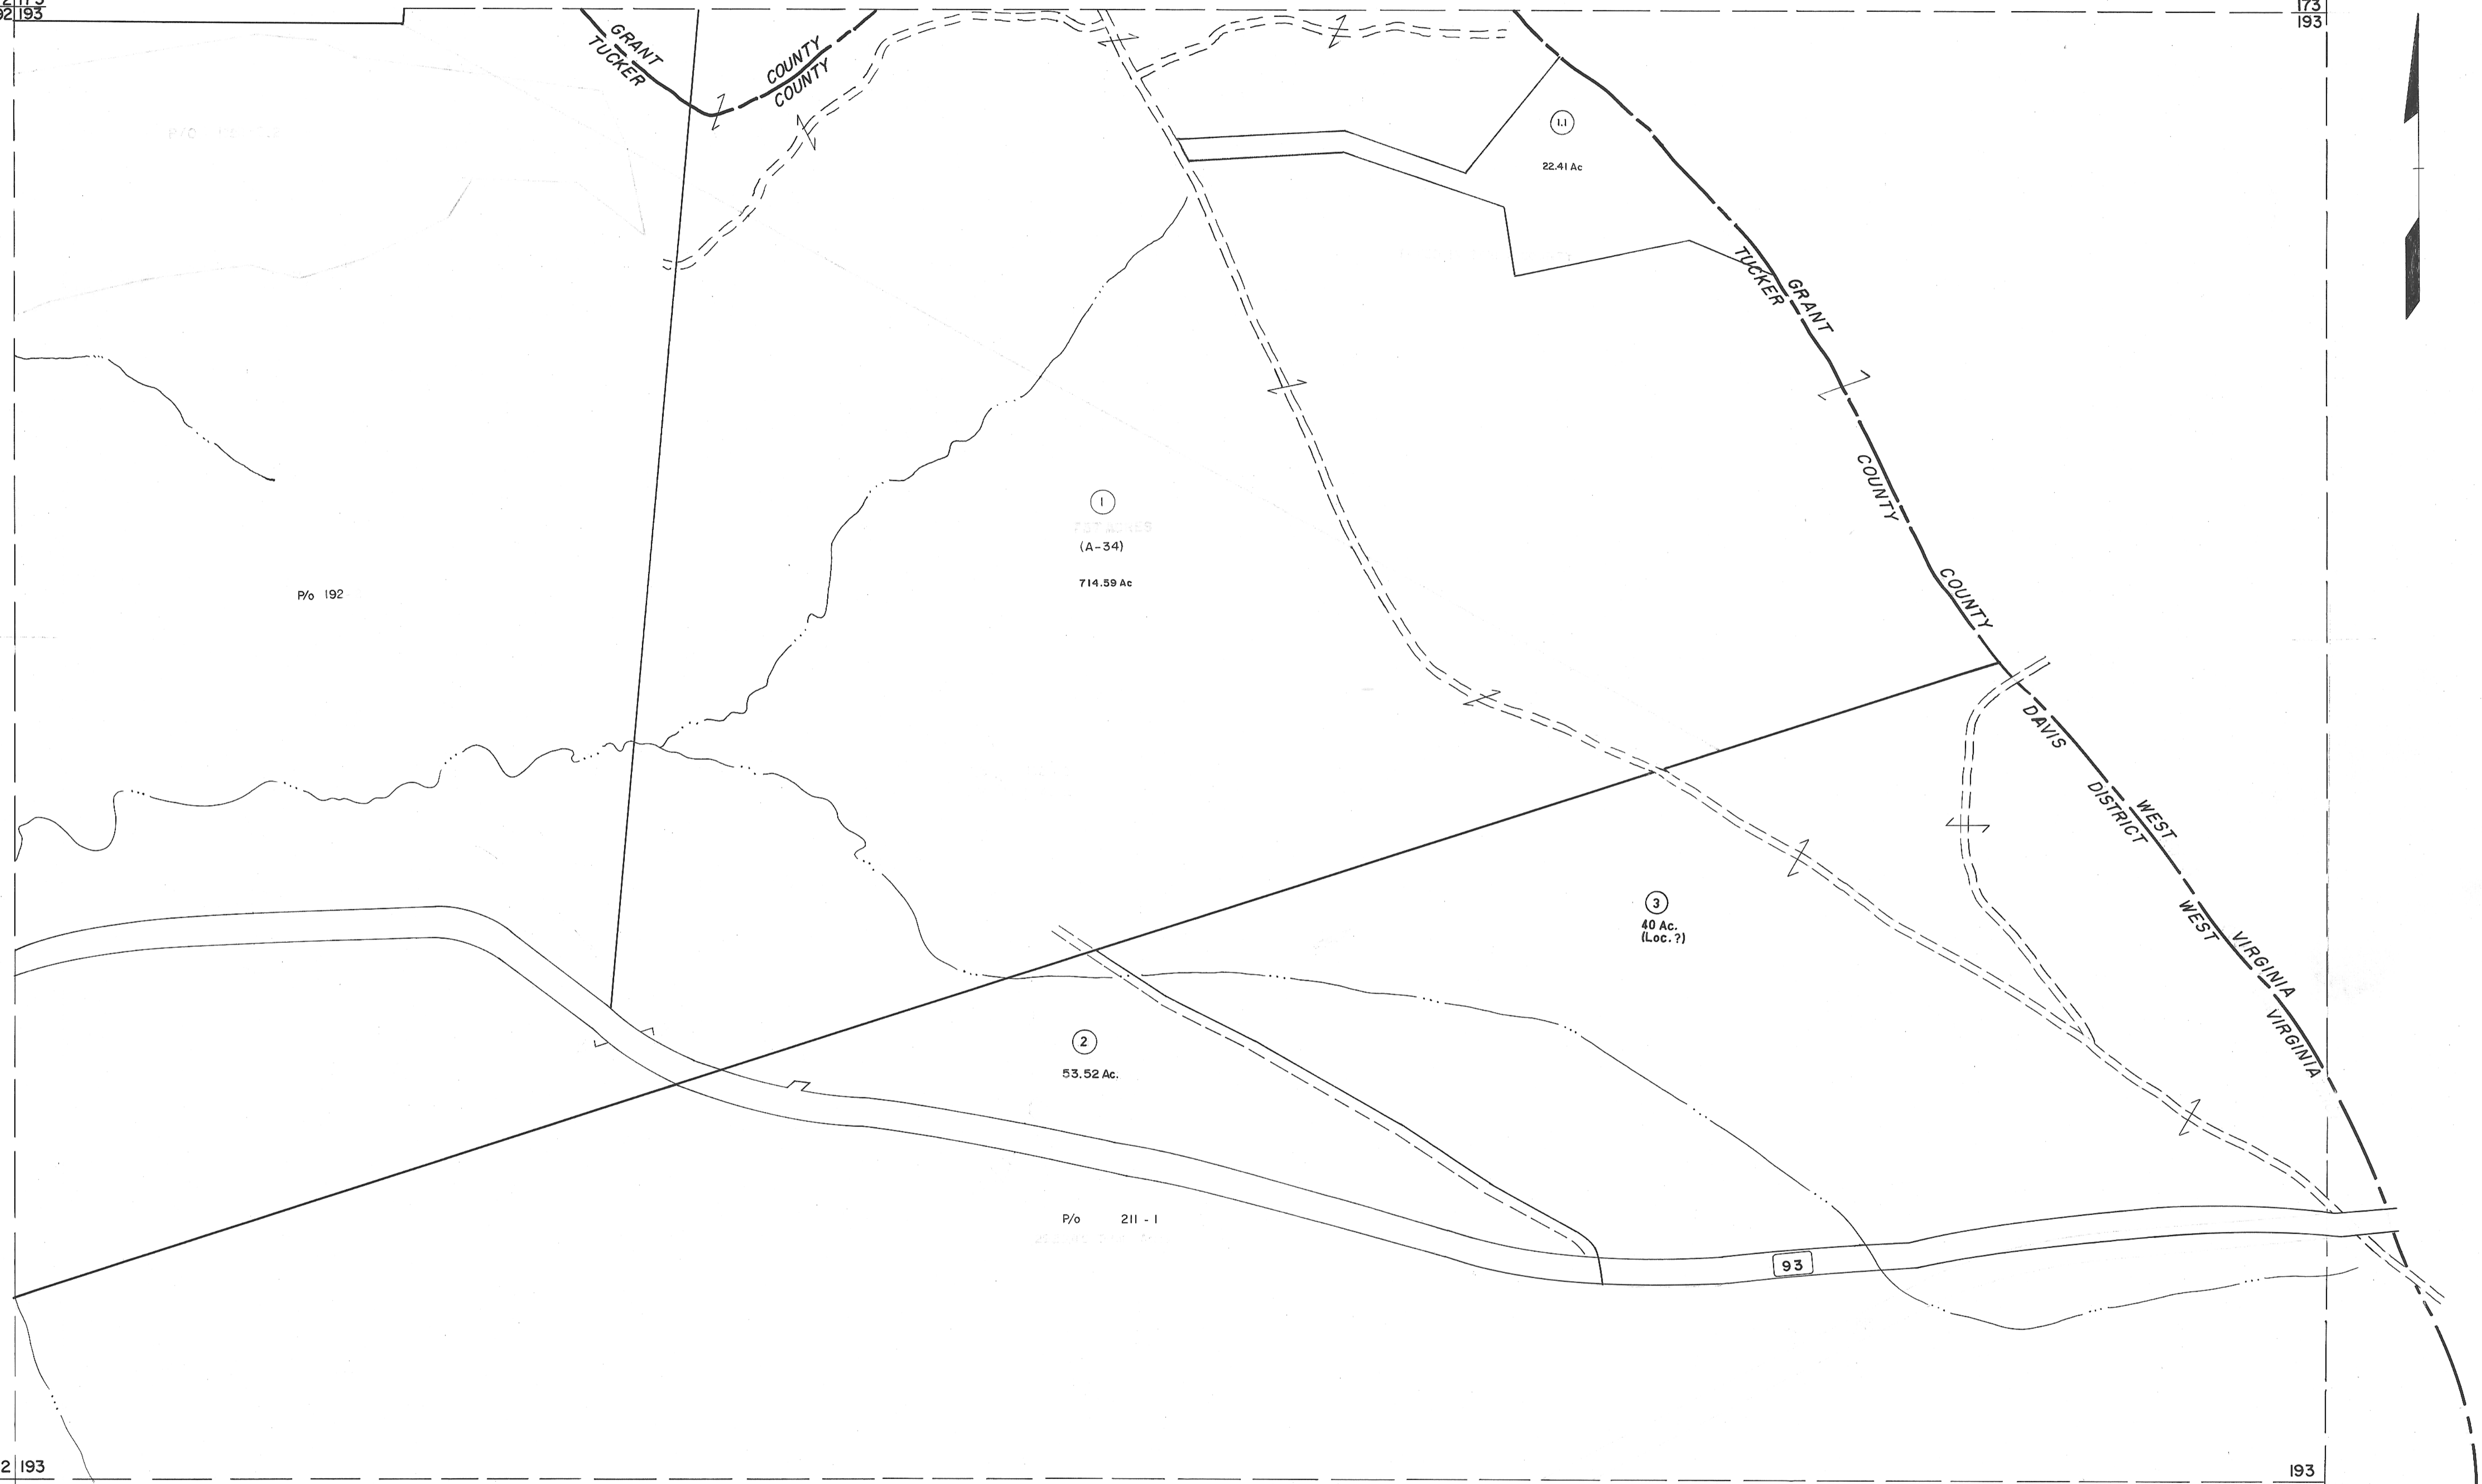 173
193
173
193
GRANT COUNTY
TUCKER COUNTY
1.1
22.41 Ac
TUCKER COUNTY
GRANT COUNTY
1
(A-34)
714.59 Ac
P/o 192
DAVIS DISTRICT
WEST VIRGINIA
WEST VIRGINIA
3
40 Ac.
(Loc. ?)
2
53.52 Ac.
P/o 211 - 1
93
2 193
193